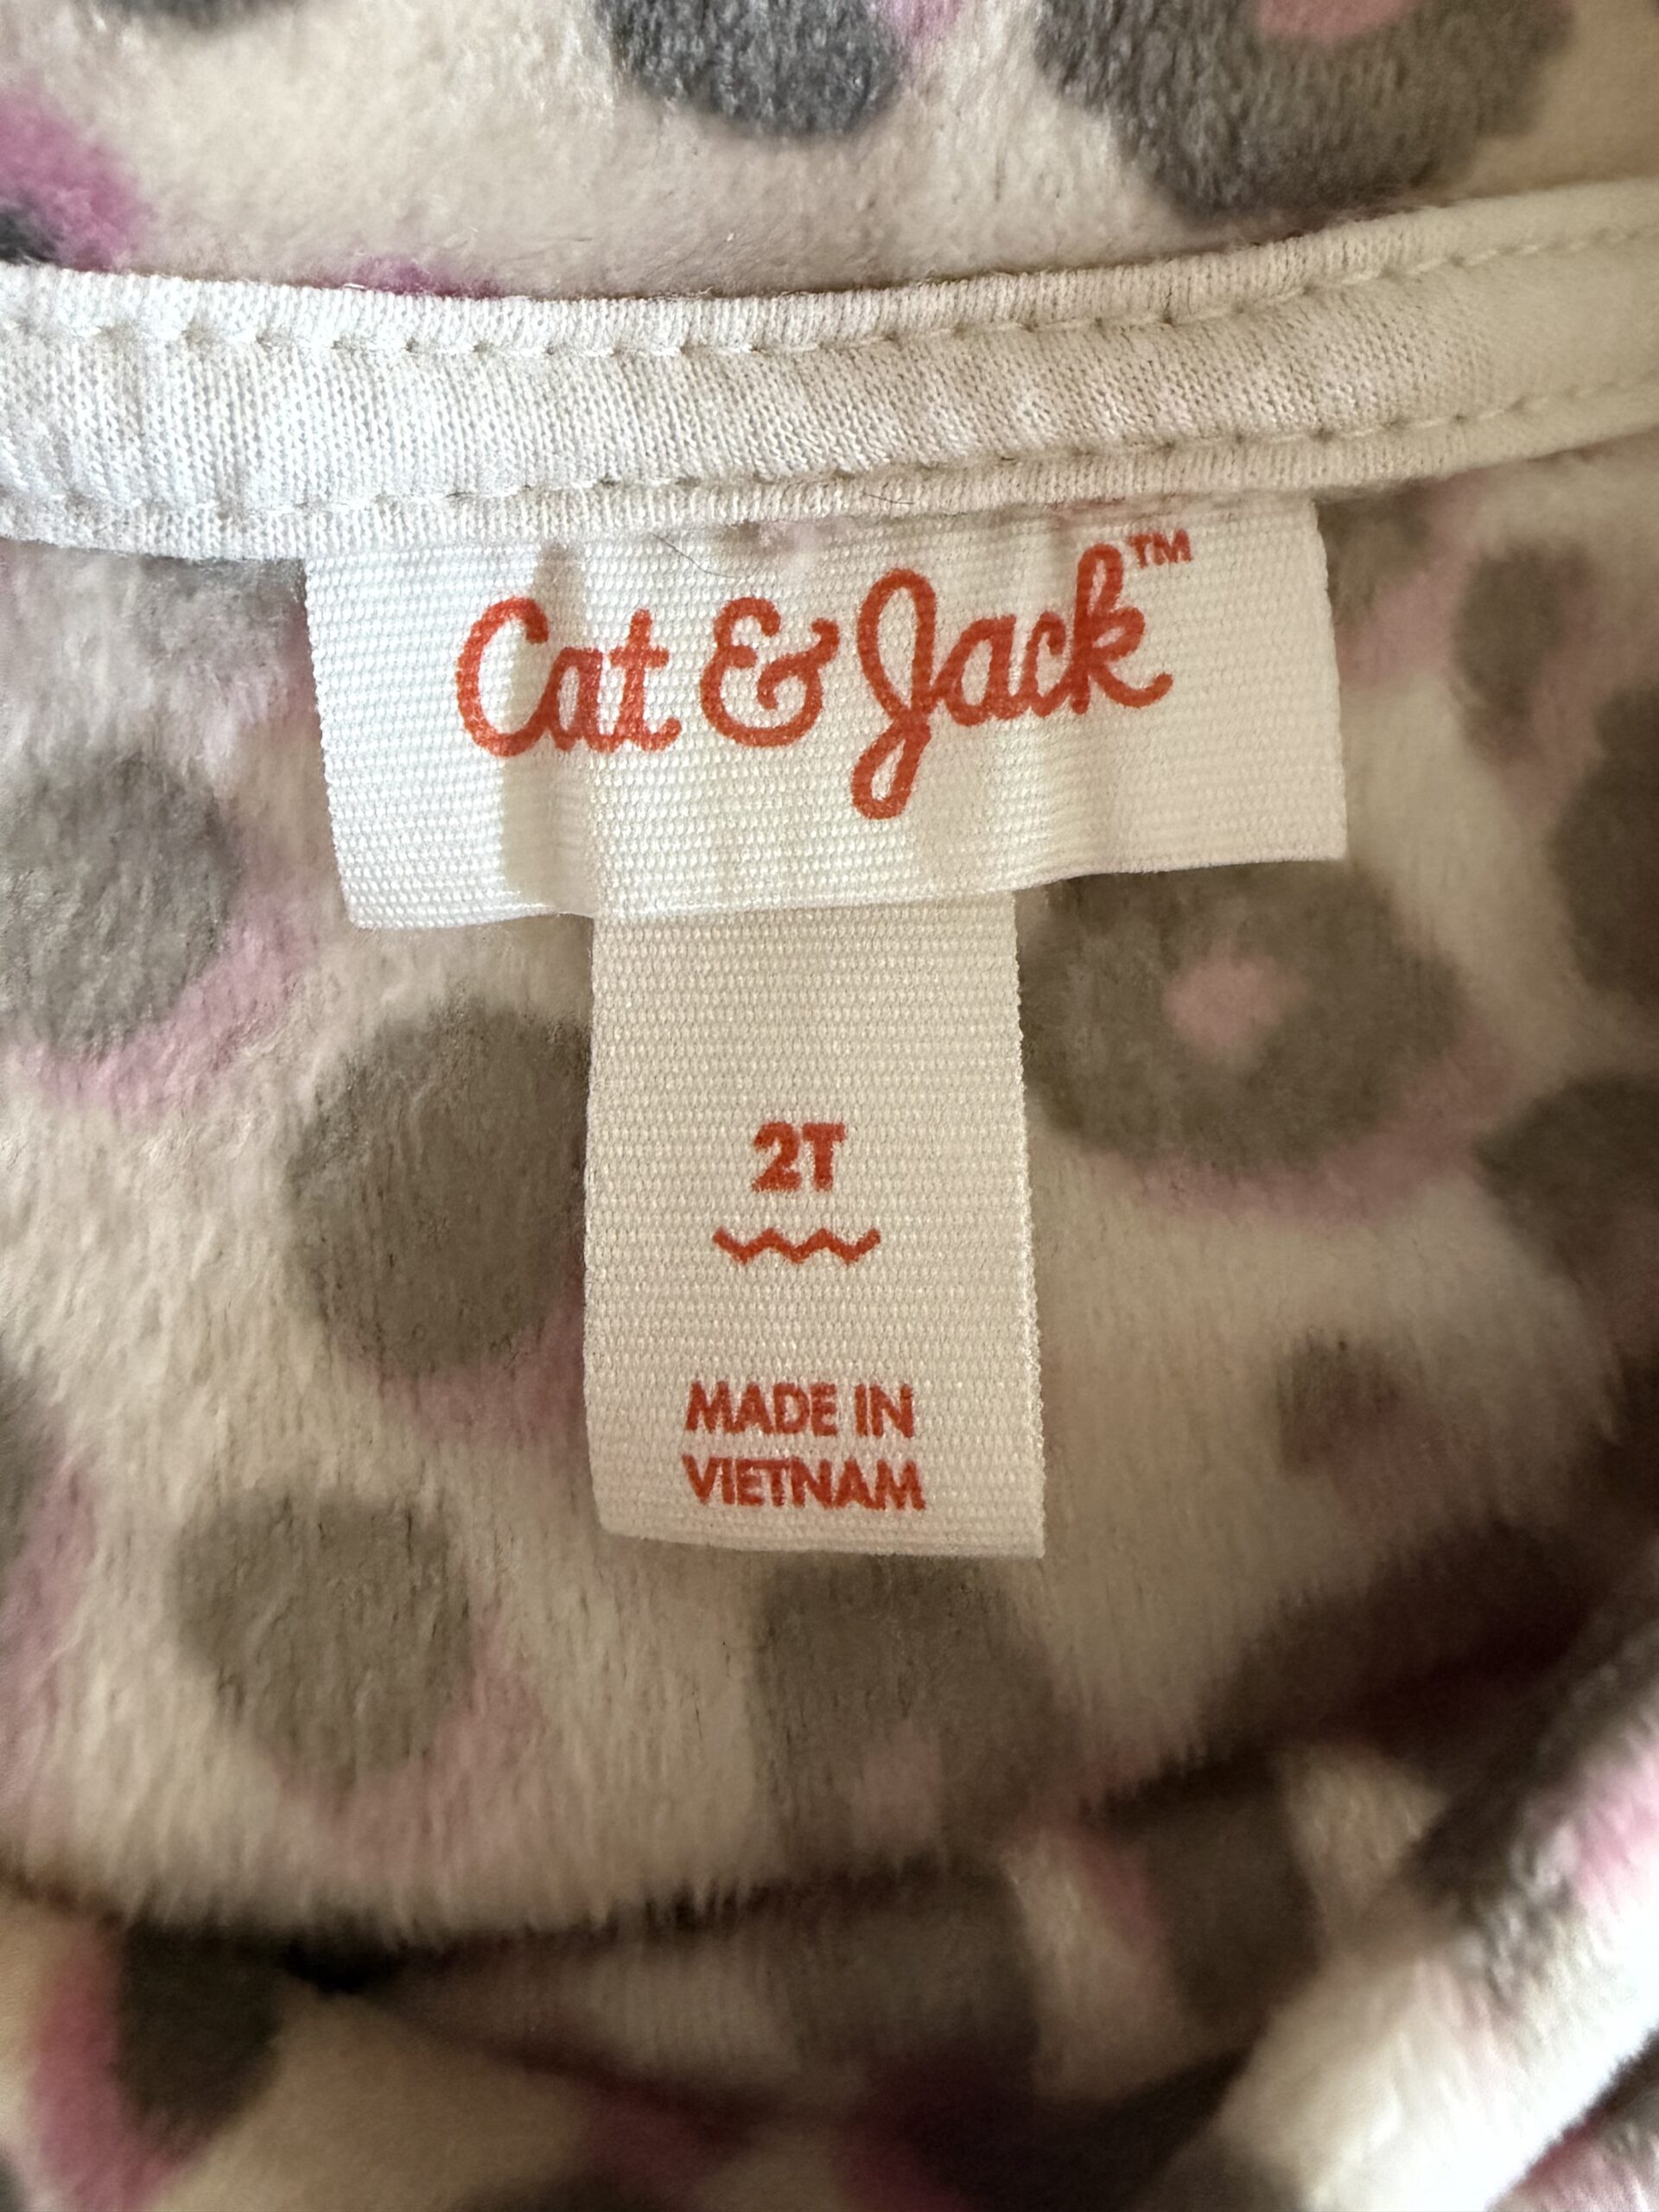 Cat & Jack™
2T
MADE IN
VIETNAM